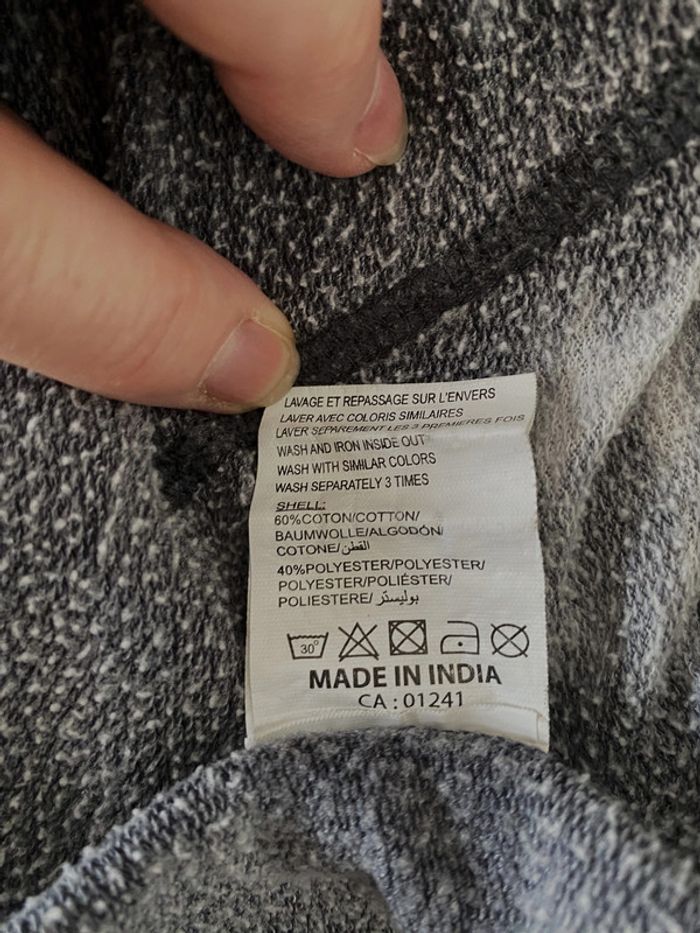 LAVAGE ET REPASSAGE SUR L'ENVERS
LAVER AVEC COLORIS SIMILAIRES
LAVER SEPAREMENT LES 3 PREMIERES FOIS
WASH AND IRON INSIDE OUT
WASH WITH SIMILAR COLORS
WASH SEPARATELY 3 TIMES
SHELL:
60%COTON/COTTON/
BAUMWOLLE/ALGODÓN/
COTONE/القطن
40%POLYESTER/POLYESTER/
POLYESTER/POLIÉSTER/
POLIESTERE/ بوليستر
30°
MADE IN INDIA
CA : 01241